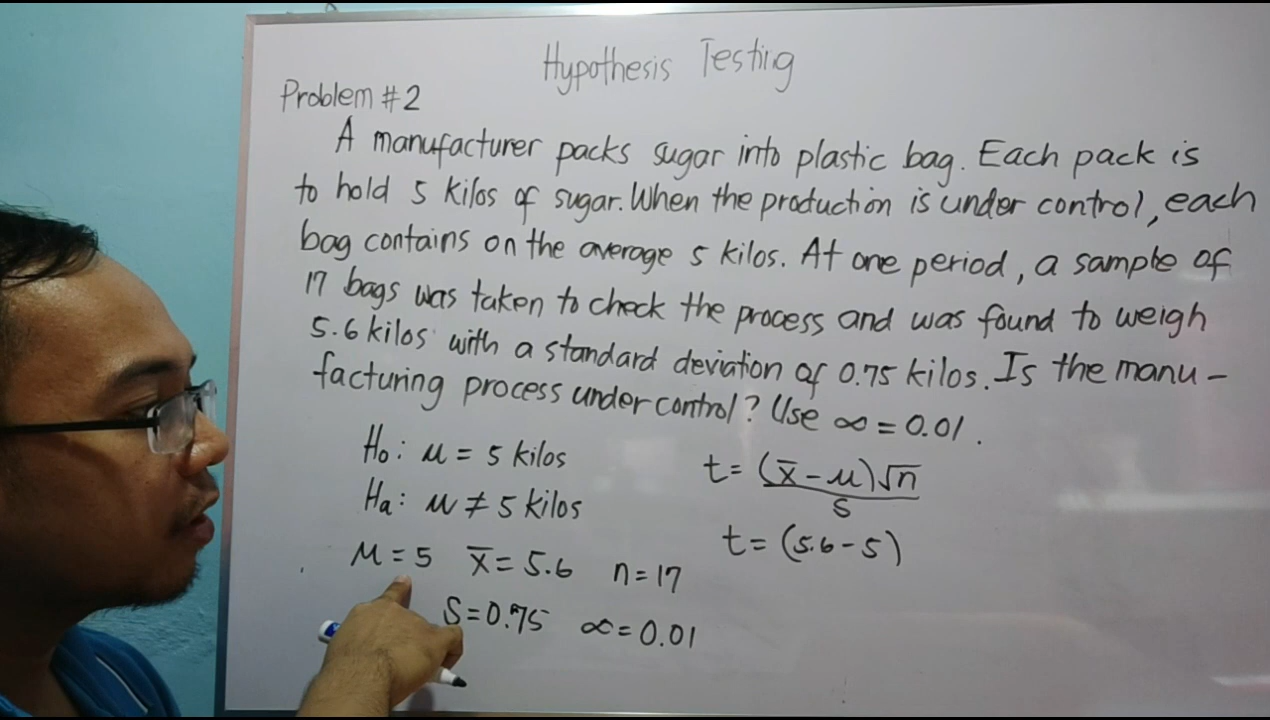 Hypothesis Testing
Problem #2
A manufacturer packs sugar into plastic bag. Each pack is
to hold 5 kilos of sugar. When the production is under control, each
bag contains on the average 5 kilos. At one period, a sample of
17 bags was taken to check the process and was found to weigh
5.6 kilos with a standard deviation of 0.75 kilos. Is the manu-
facturing process under control? Use ∞ = 0.01.
Ho: μ = 5 kilos
Ha: μ ≠ 5 kilos
μ = 5 x̄ = 5.6 n = 17
S = 0.75 ∞ = 0.01
t = (x̄ - μ)√n
S
t = (5.6 - 5)